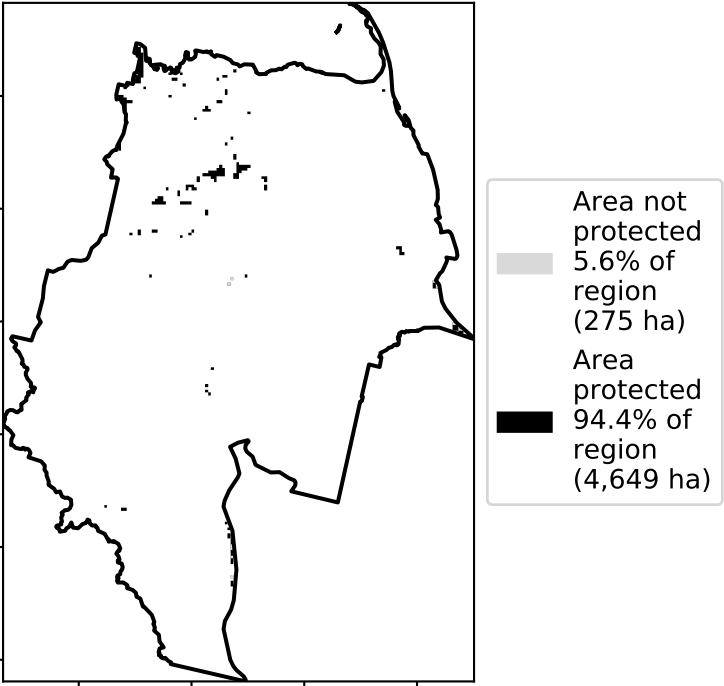 Area not
protected
5.6% of
region
(275 ha)
Area
protected
94.4% of
region
(4,649 ha)